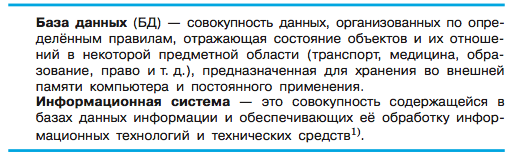 База данных (БД) — совокупность данных, организованных по опре-
делённым правилам, отражающая состояние объектов и их отноше-
ний в некоторой предметной области (транспорт, медицина, обра-
зование, право и т. д.), предназначенная для хранения во внешней
памяти компьютера и постоянного применения.
Информационная система — это совокупность содержащейся в
базах данных информации и обеспечивающих её обработку инфор-
мационных технологий и технических средств¹⁾.